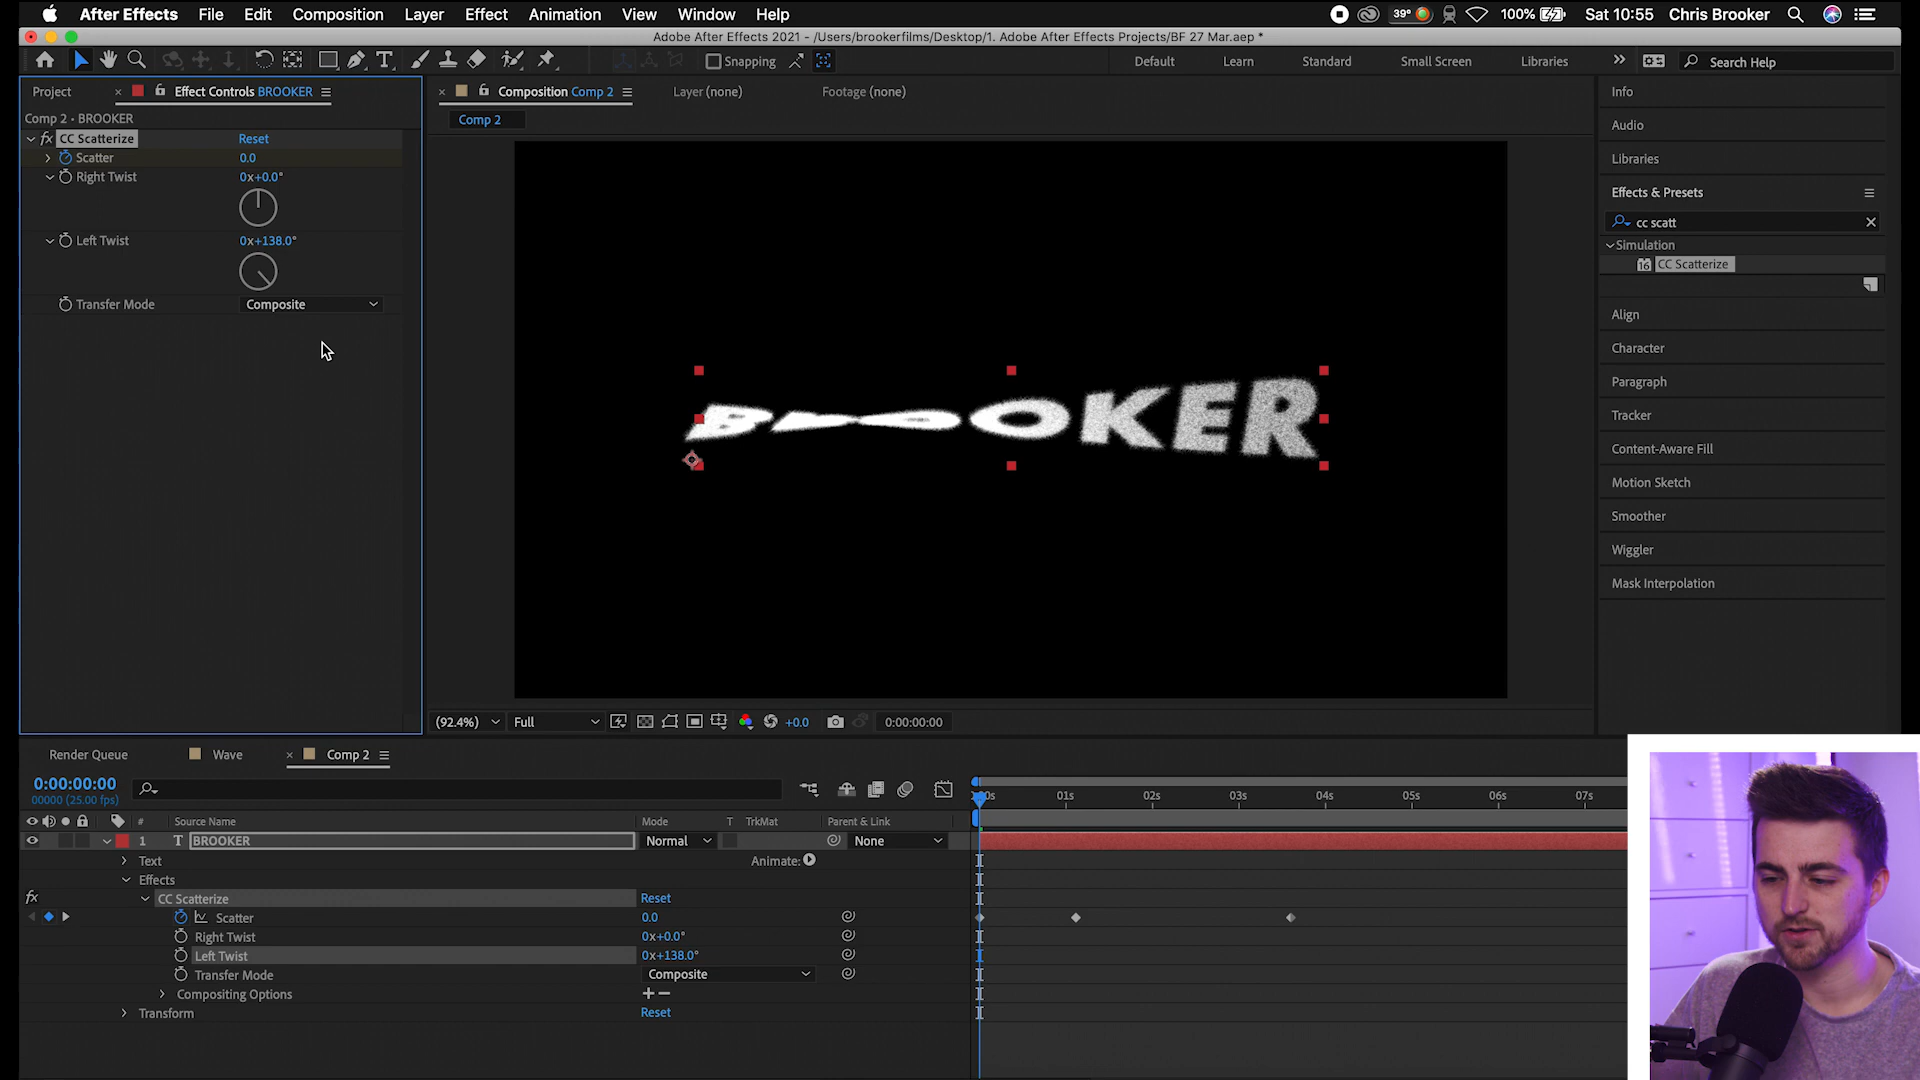 After Effects File Edit Composition Layer Effect Animation View Window Help 39° 100% Sat 10:55 Chris Brooker
Adobe After Effects 2021 - /Users/brookerfilms/Desktop/1. Adobe After Effects Projects/BF 27 Mar.aep *
Snapping Default Learn Standard Small Screen Libraries Search Help
Project Effect Controls BROOKER
Comp 2 • BROOKER
fx CC Scatterize Reset
Scatter 0.0
Right Twist 0x+0.0°
Left Twist 0x+138.0°
Transfer Mode Composite
Composition Comp 2 Layer (none) Footage (none)
Comp 2
BROOKER
(92.4%) Full +0.0 0:00:00:00
Info
Audio
Libraries
Effects & Presets
cc scatt
Simulation
16 CC Scatterize
Align
Character
Paragraph
Tracker
Content-Aware Fill
Motion Sketch
Smoother
Wiggler
Mask Interpolation
Render Queue Wave Comp 2
0:00:00:00
00000 (25.00 fps)
# Source Name Mode T TrkMat Parent & Link
1 T BROOKER Normal None
Text Animate:
Effects
fx CC Scatterize Reset
Scatter 0.0
Right Twist 0x+0.0°
Left Twist 0x+138.0°
Transfer Mode Composite
Compositing Options + −
Transform Reset
01s 02s 03s 04s 05s 06s 07s